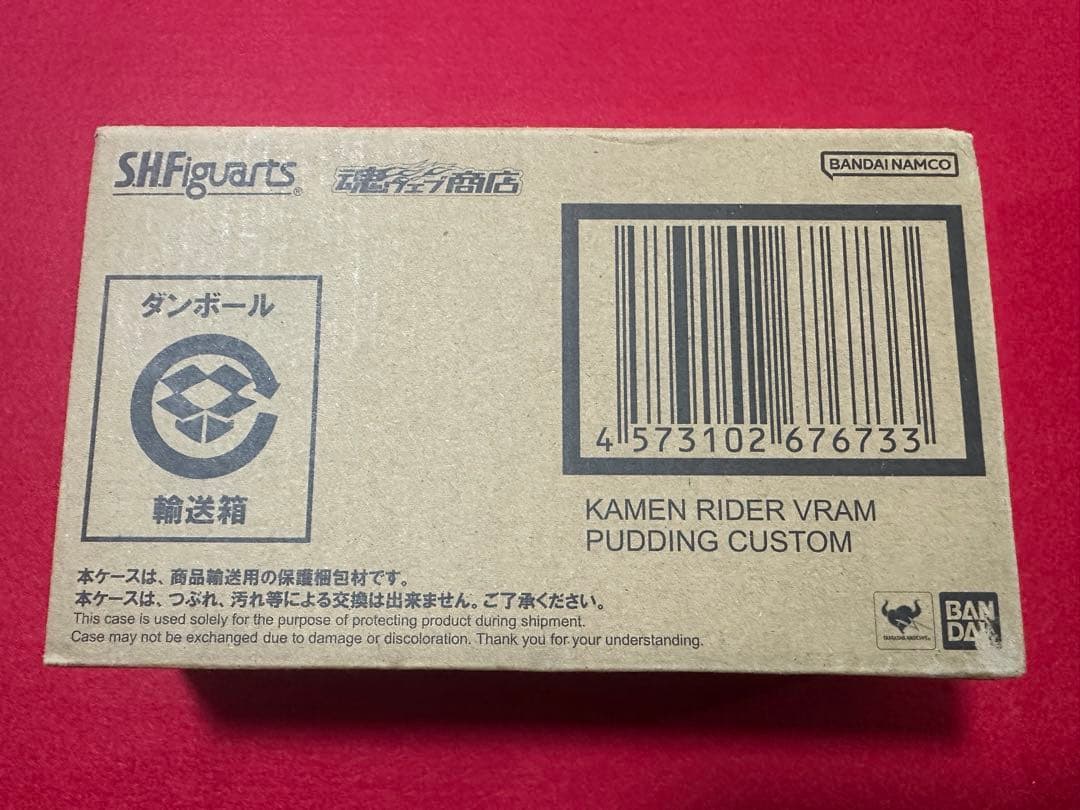 S.H.Figuarts®
魂ウェブ商店
BANDAI NAMCO
ダンボール
輸送箱
4 573102 676733
KAMEN RIDER VRAM
PUDDING CUSTOM
本ケースは、商品輸送用の保護梱包材です。
本ケースは、つぶれ、汚れ等による交換は出来ません。ご了承ください。
This case is used solely for the purpose of protecting product during shipment.
Case may not be exchanged due to damage or discoloration. Thank you for your understanding.
TAMASHII NATIONS
BAN
DAI